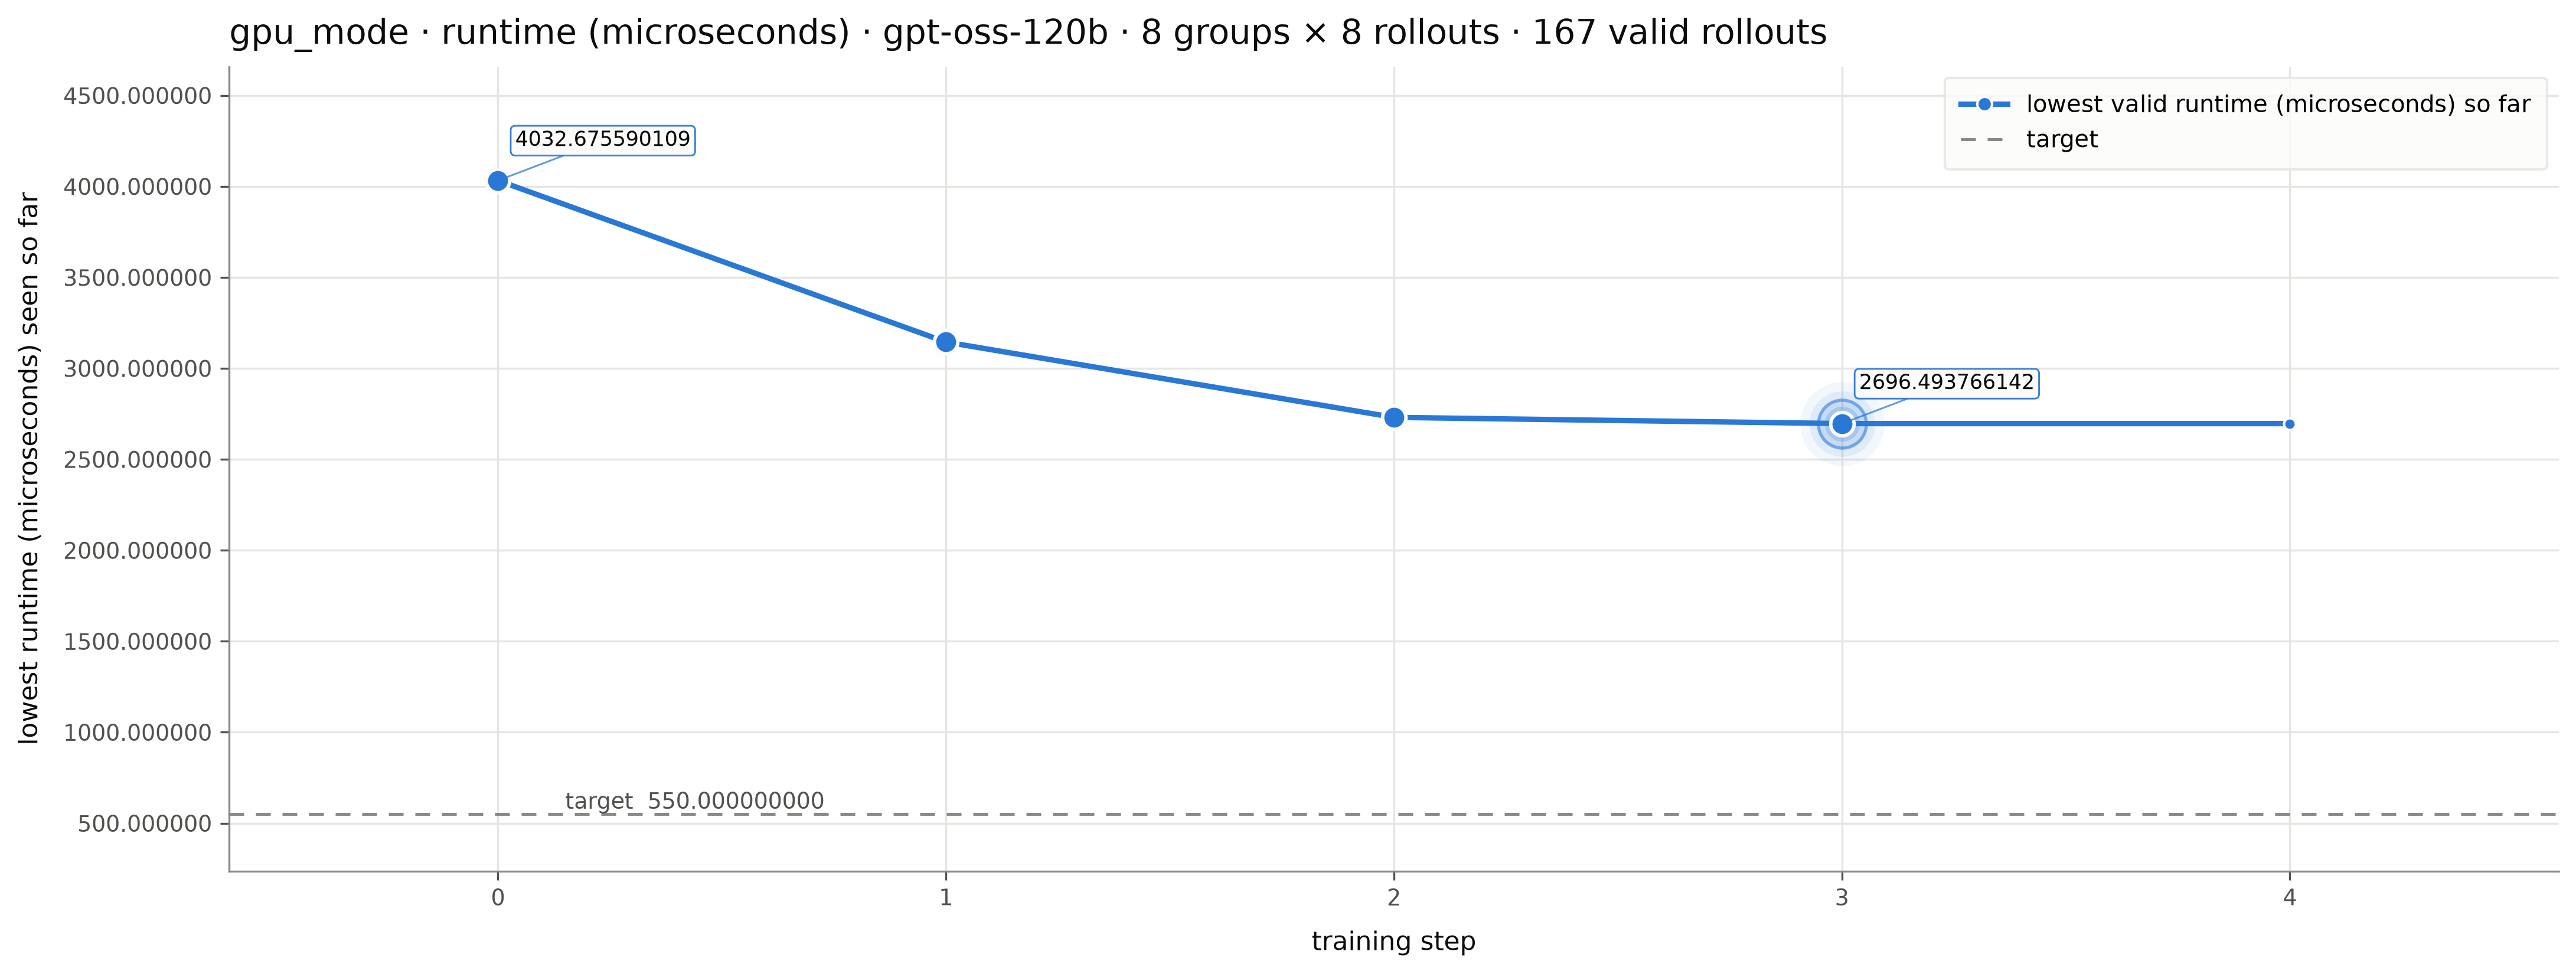 gpu_mode · runtime (microseconds) · gpt-oss-120b · 8 groups × 8 rollouts · 167 valid rollouts
lowest valid runtime (microseconds) so far
target
lowest runtime (microseconds) seen so far
4500.000000
4000.000000
3500.000000
3000.000000
2500.000000
2000.000000
1500.000000
1000.000000
500.000000
4032.675590109
2696.493766142
target 550.000000000
0
1
2
3
4
training step